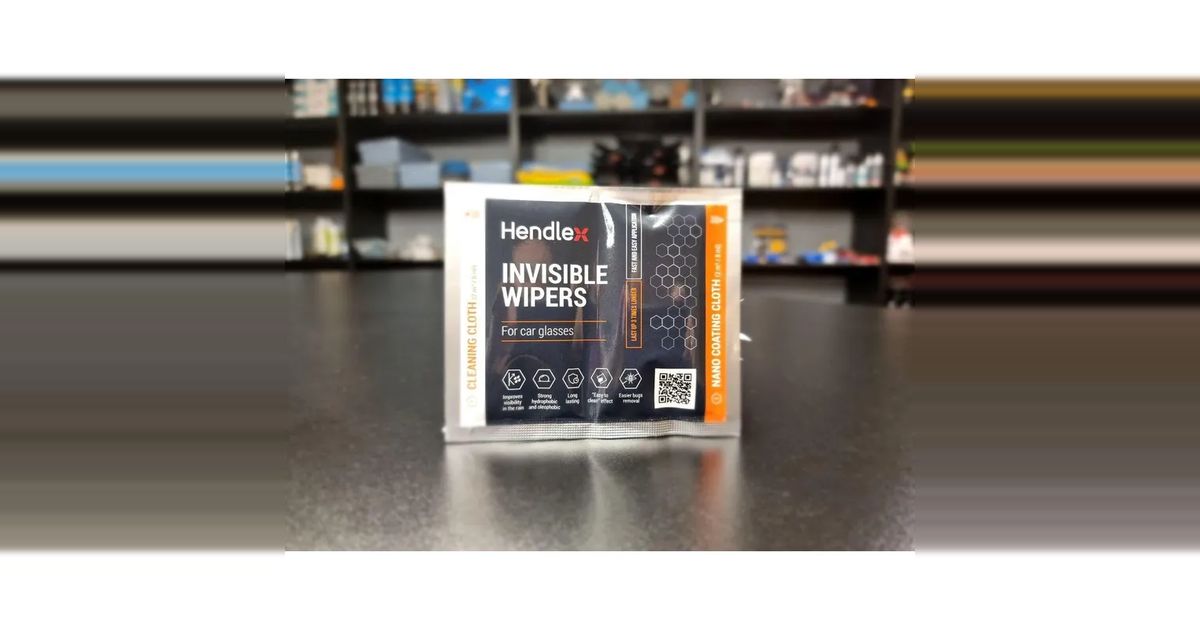 Hendlex
INVISIBLE
WIPERS
For car glasses
FAST AND EASY APPLICATION
LAST UP 3 TIMES LONGER
Improves
visibility
in the rain
Strong
hydrophobic
and oleophobic
Long
lasting
"Easy to
clean" effect
Easier bugs
removal
CLEANING CLOTH
NANO COATING CLOTH